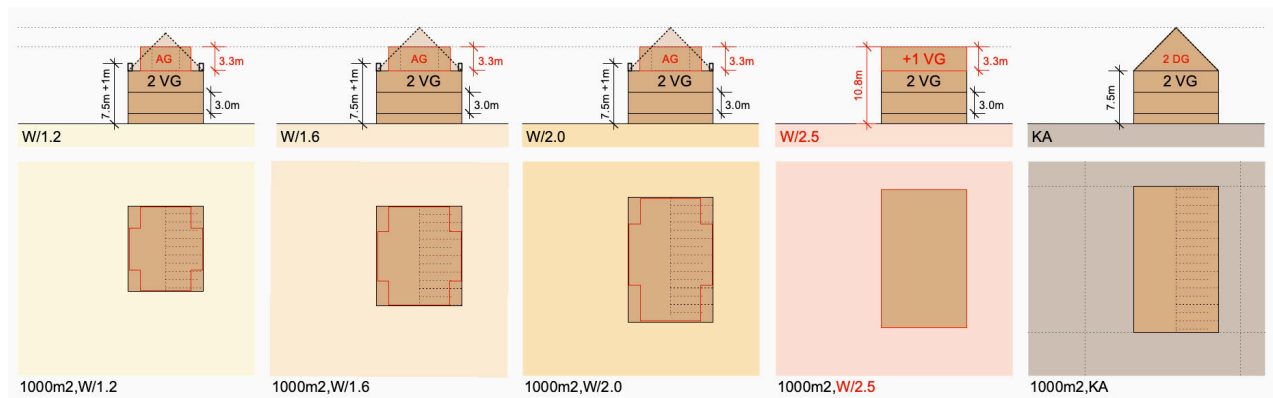 AG
2 VG
7.5m +1m
3.3m
3.0m
W/1.2
AG
2 VG
7.5m +1m
3.3m
3.0m
W/1.6
AG
2 VG
7.5m +1m
3.3m
3.0m
W/2.0
+1 VG
2 VG
10.8m
3.3m
3.0m
W/2.5
2 DG
2 VG
7.5m
KA
1000m2,W/1.2
1000m2,W/1.6
1000m2,W/2.0
1000m2,W/2.5
1000m2,KA